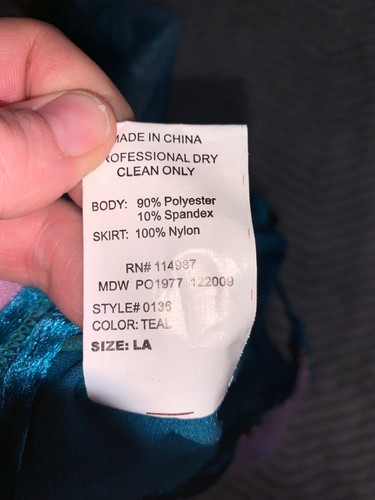 MADE IN CHINA
PROFESSIONAL DRY
CLEAN ONLY
BODY: 90% Polyester
10% Spandex
SKIRT: 100% Nylon
RN# 114987
MDW PO1977 122009
STYLE# 0136
COLOR: TEAL
SIZE: LA